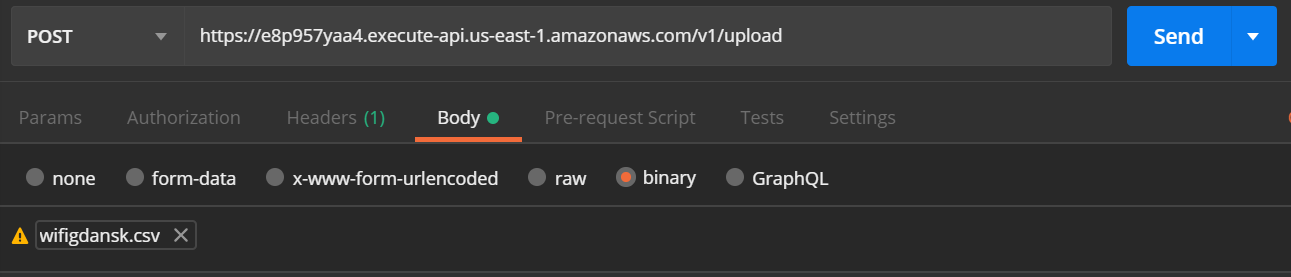 POST https://e8p957yaa4.execute-api.us-east-1.amazonaws.com/v1/upload Send
Params Authorization Headers (1) Body Pre-request Script Tests Settings
none form-data x-www-form-urlencoded raw binary GraphQL
wifigdansk.csv